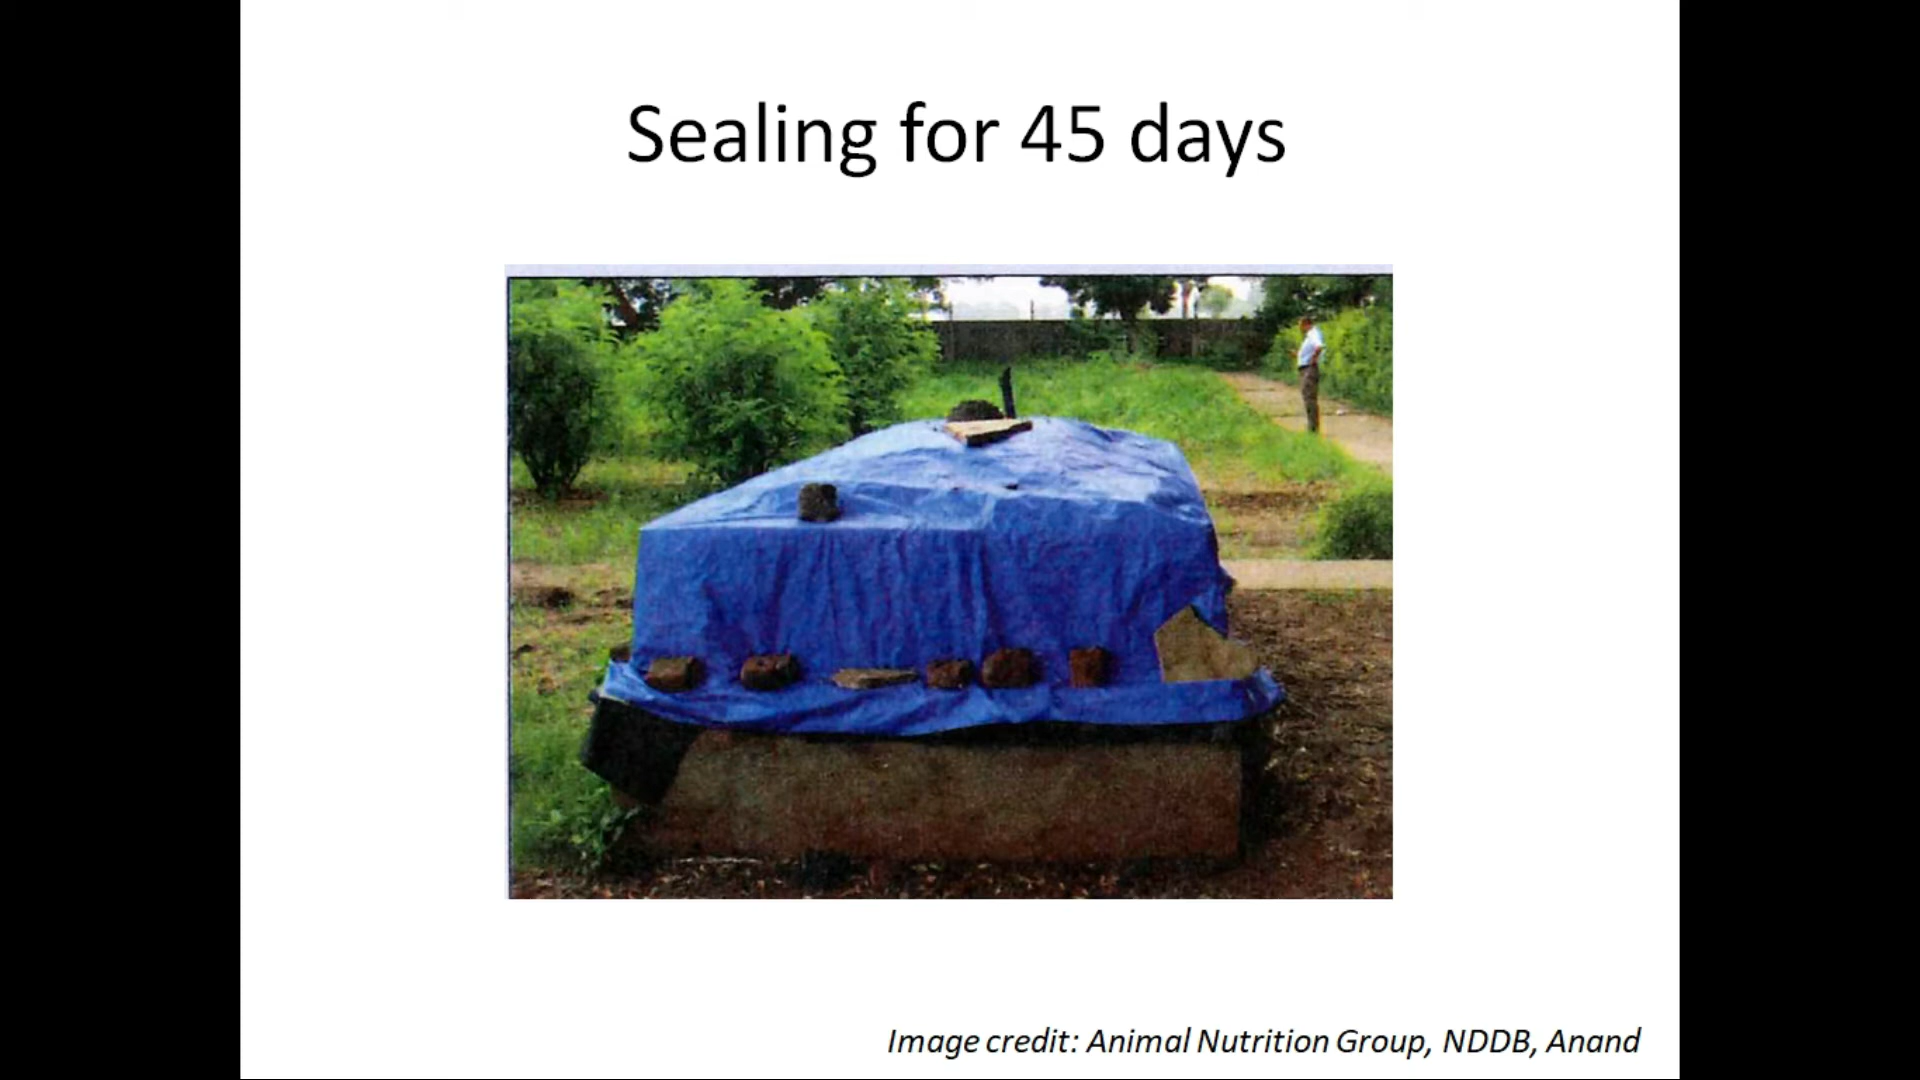 Sealing for 45 days
Image credit: Animal Nutrition Group, NDDB, Anand